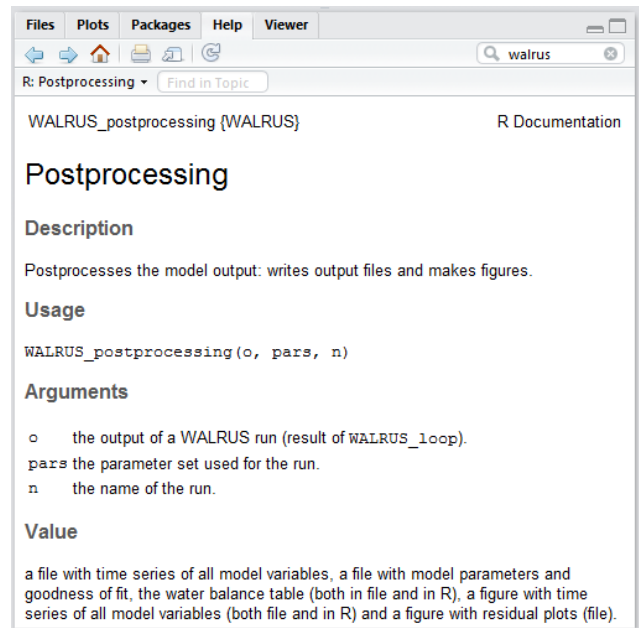 Files Plots Packages Help Viewer
walrus
R: Postprocessing Find in Topic
WALRUS_postprocessing {WALRUS} R Documentation
Postprocessing
Description
Postprocesses the model output: writes output files and makes figures.
Usage
WALRUS_postprocessing(o, pars, n)
Arguments
o the output of a WALRUS run (result of WALRUS_loop).
pars the parameter set used for the run.
n the name of the run.
Value
a file with time series of all model variables, a file with model parameters and
goodness of fit, the water balance table (both in file and in R), a figure with time
series of all model variables (both file and in R) and a figure with residual plots (file).